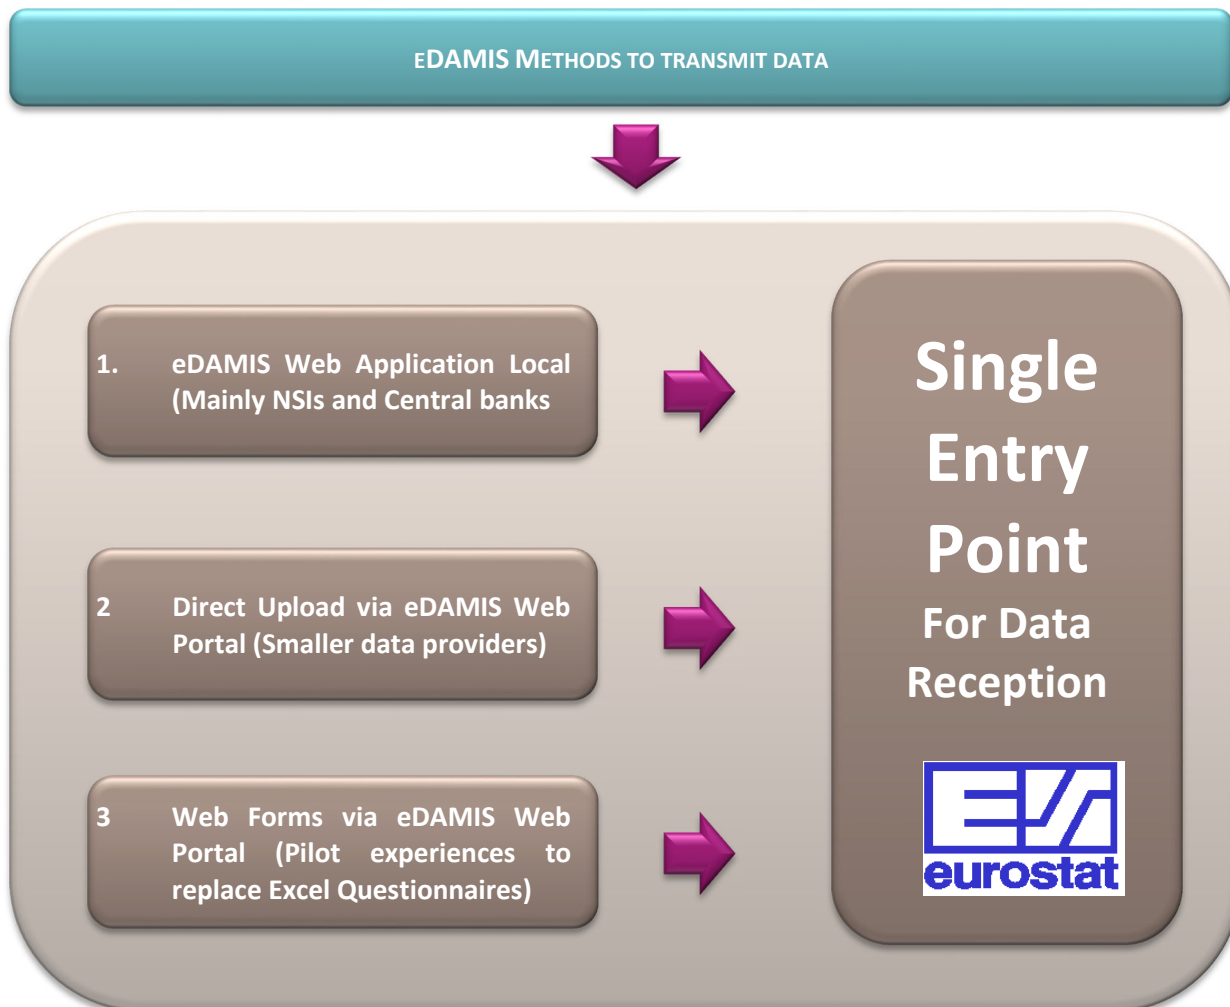 EDAMIS METHODS TO TRANSMIT DATA
1. eDAMIS Web Application Local
(Mainly NSIs and Central banks
2 Direct Upload via eDAMIS Web
Portal (Smaller data providers)
3 Web Forms via eDAMIS Web
Portal (Pilot experiences to
replace Excel Questionnaires)
Single
Entry
Point
For Data
Reception
eurostat